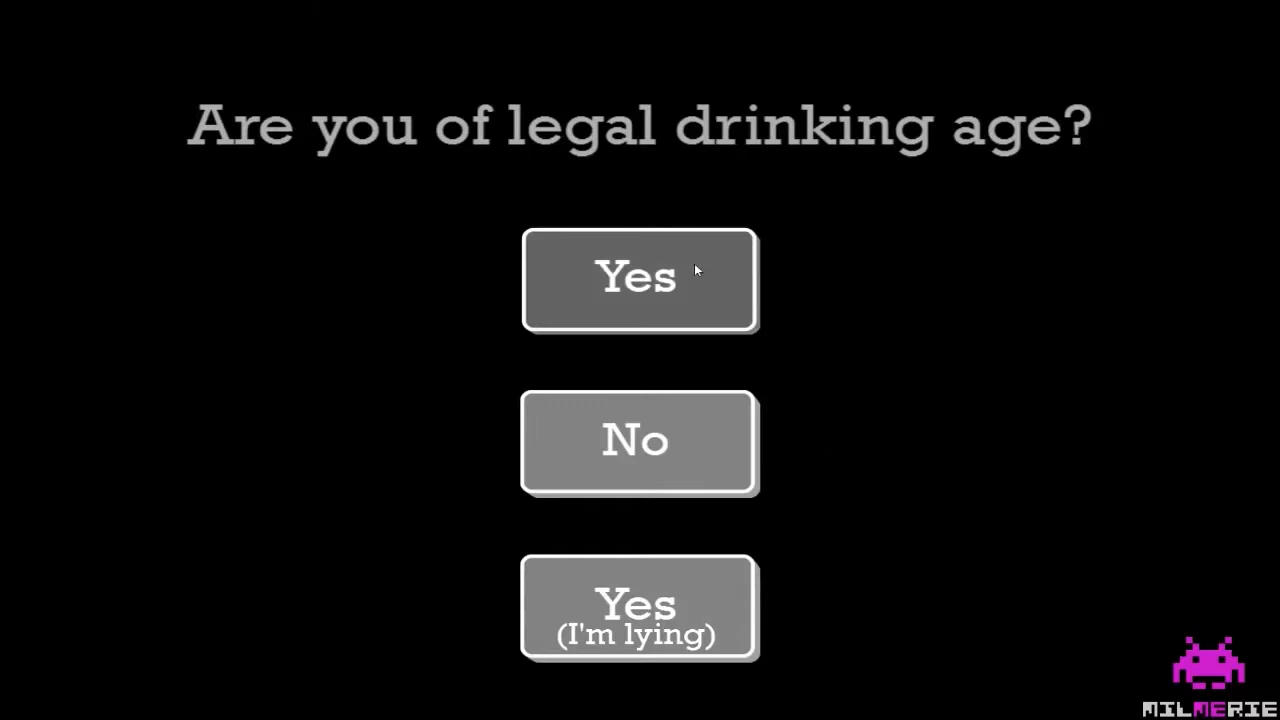 Are you of legal drinking age?
Yes
No
Yes
(I'm lying)
MILMERIE